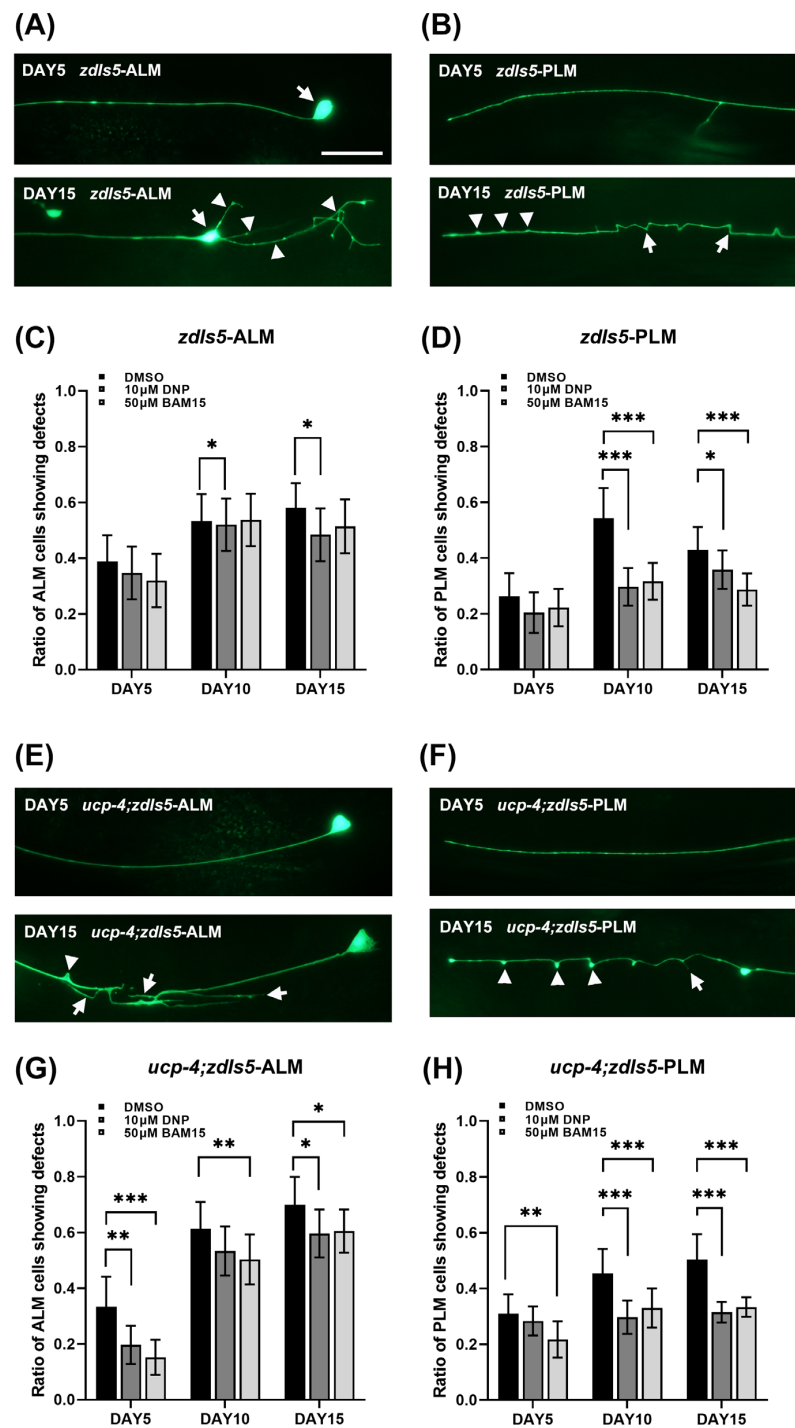 (A)
DAY5 zdIs5-ALM
DAY15 zdIs5-ALM
(B)
DAY5 zdIs5-PLM
DAY15 zdIs5-PLM
(C)
zdIs5-ALM
DMSO
10μM DNP
50μM BAM15
Ratio of ALM cells showing defects
1.0
0.8
0.6
0.4
0.2
0.0
*
*
DAY5 DAY10 DAY15
(D)
zdIs5-PLM
DMSO
10μM DNP
50μM BAM15
Ratio of PLM cells showing defects
1.0
0.8
0.6
0.4
0.2
0.0
***
***
***
*
DAY5 DAY10 DAY15
(E)
DAY5 ucp-4;zdIs5-ALM
DAY15 ucp-4;zdIs5-ALM
(F)
DAY5 ucp-4;zdIs5-PLM
DAY15 ucp-4;zdIs5-PLM
(G)
ucp-4;zdIs5-ALM
DMSO
10μM DNP
50μM BAM15
Ratio of ALM cells showing defects
1.0
0.8
0.6
0.4
0.2
0.0
***
**
**
*
*
DAY5 DAY10 DAY15
(H)
ucp-4;zdIs5-PLM
DMSO
10μM DNP
50μM BAM15
Ratio of PLM cells showing defects
1.0
0.8
0.6
0.4
0.2
0.0
**
***
***
***
***
DAY5 DAY10 DAY15